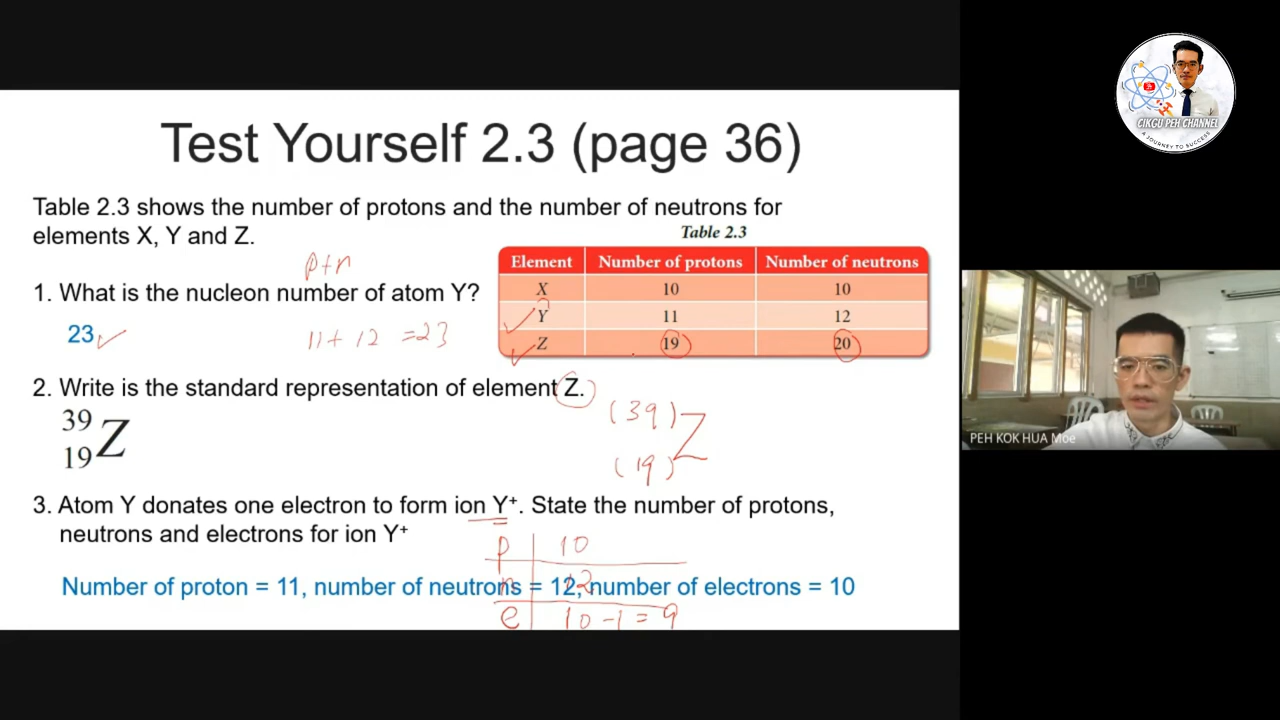 CIKGU PEH CHANNEL
A JOURNEY TO SUCCESS
Test Yourself 2.3 (page 36)
Table 2.3 shows the number of protons and the number of neutrons for
elements X, Y and Z.
Table 2.3
Element Number of protons Number of neutrons
X 10 10
Y 11 12
Z 19 20
p+n
1. What is the nucleon number of atom Y?
23
11+ 12 =23
2. Write is the standard representation of element Z.
39
19 Z
(39)
(19) Z
3. Atom Y donates one electron to form ion Y⁺. State the number of protons,
neutrons and electrons for ion Y⁺
p 10
n 12
e 10 -1 = 9
Number of proton = 11, number of neutrons = 12, number of electrons = 10
PEH KOK HUA Moe